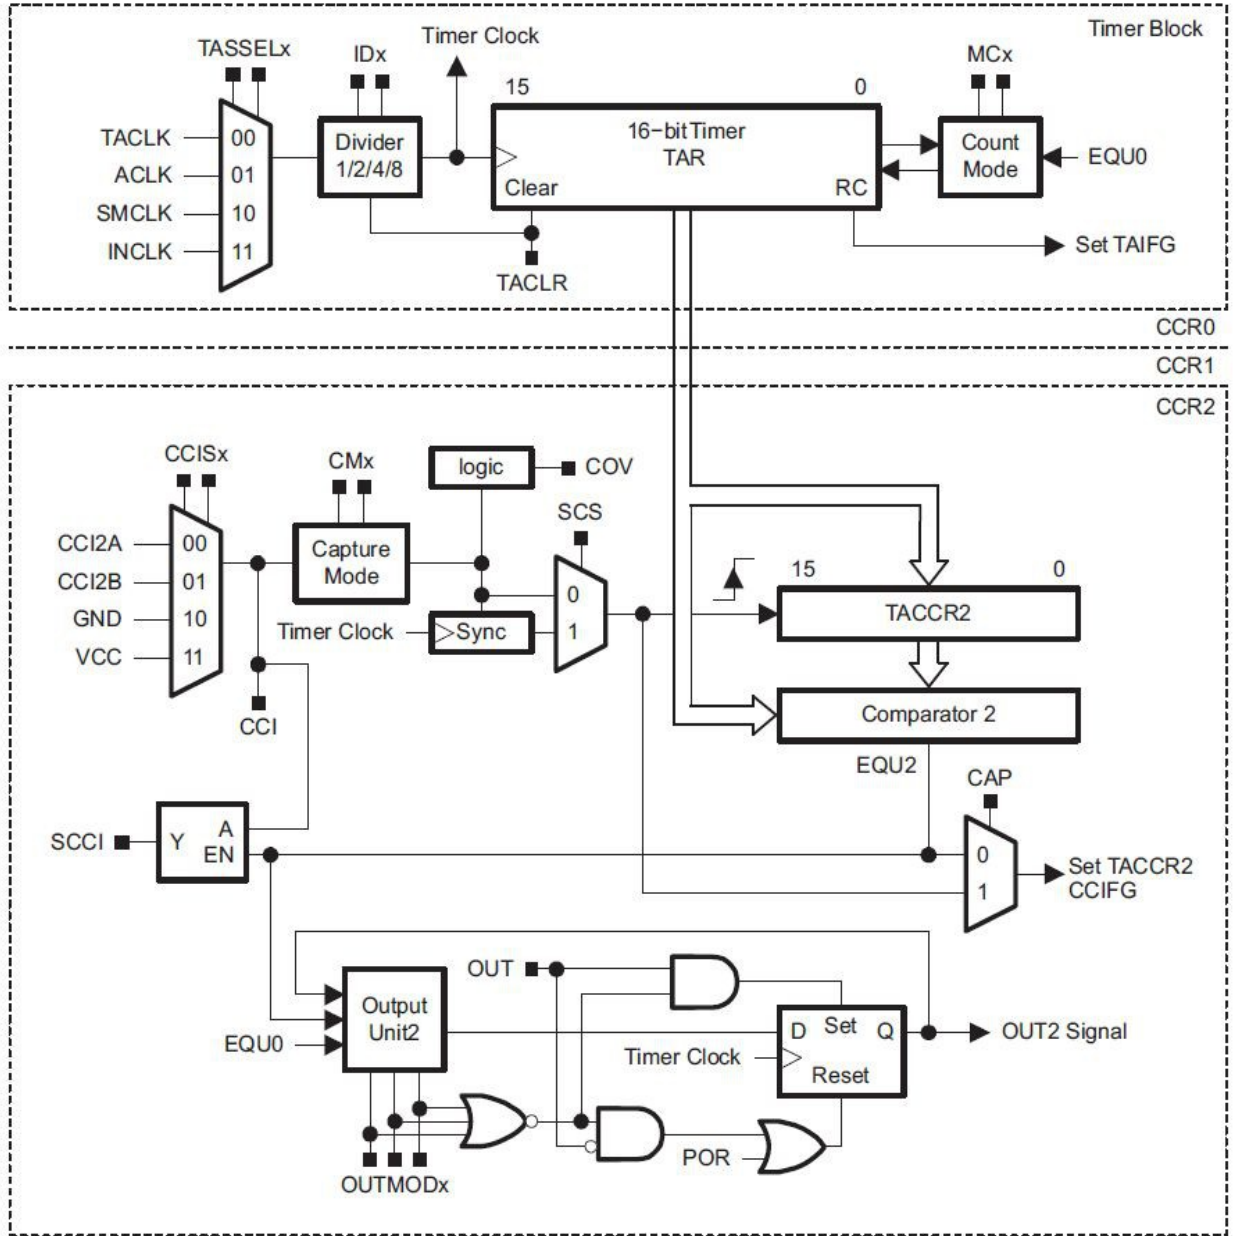 Timer Block
Timer Clock
TASSELx
IDx
MCx
15
0
TACLK
00
ACLK
01
SMCLK
10
INCLK
11
Divider
1/2/4/8
16−bit Timer
TAR
Clear
RC
Count
Mode
EQU0
Set TAIFG
TACLR
CCR0
CCR1
CCR2
CCISx
CMx
logic
COV
SCS
CCI2A
00
CCI2B
01
GND
10
VCC
11
Capture
Mode
0
1
Timer Clock
Sync
CCI
15
0
TACCR2
Comparator 2
EQU2
CAP
SCCI
Y
A
EN
0
1
Set TACCR2
CCIFG
OUT
Output
Unit2
EQU0
D
Set
Q
OUT2 Signal
Timer Clock
Reset
POR
OUTMODx